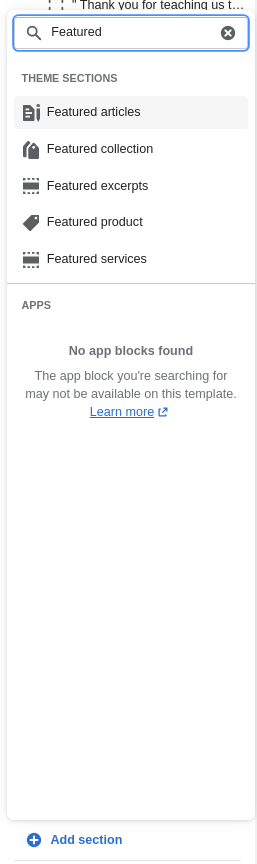 " Thank you for teaching us t…
Featured
THEME SECTIONS
Featured articles
Featured collection
Featured excerpts
Featured product
Featured services
APPS
No app blocks found
The app block you're searching for
may not be available on this template.
Learn more
Add section